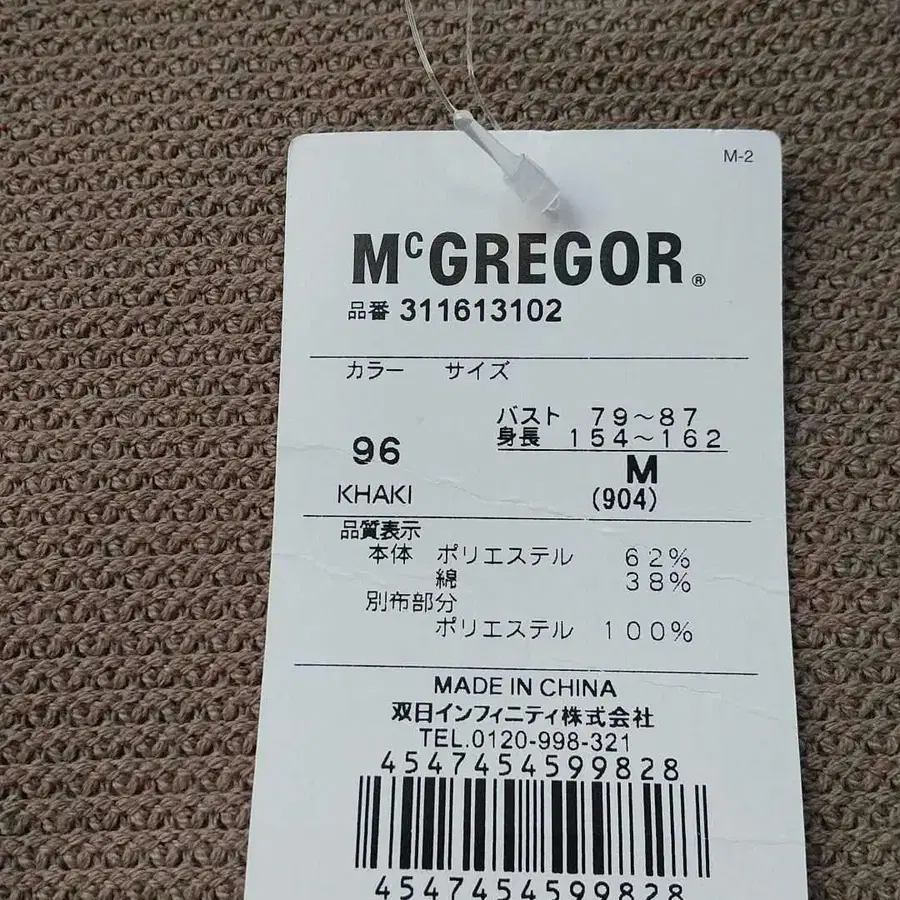 M-2
McGREGOR®
品番 311613102
カラー サイズ
バスト 79～87
身長 154～162
96 M
KHAKI (904)
品質表示
本体 ポリエステル 62%
綿 38%
別布部分
ポリエステル 100%
MADE IN CHINA
双日インフィニティ株式会社
TEL.0120-998-321
4547454599828
4547454599828